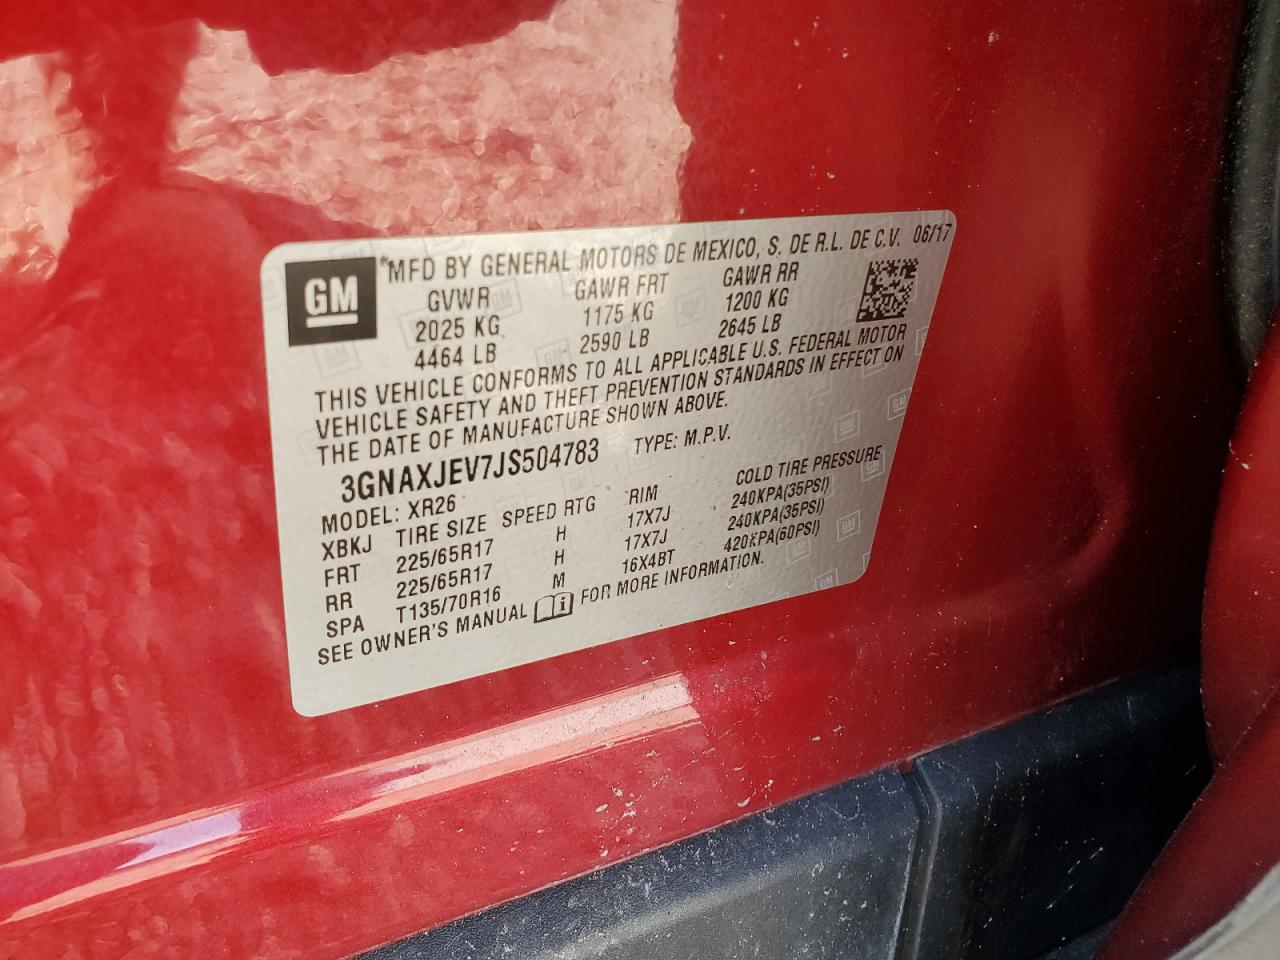 GM
®MFD BY GENERAL MOTORS DE MEXICO, S. DE R.L. DE C.V. 06/17
GVWR GAWR FRT GAWR RR
2025 KG 1175 KG 1200 KG
4464 LB 2590 LB 2645 LB
THIS VEHICLE CONFORMS TO ALL APPLICABLE U.S. FEDERAL MOTOR
VEHICLE SAFETY AND THEFT PREVENTION STANDARDS IN EFFECT ON
THE DATE OF MANUFACTURE SHOWN ABOVE.
3GNAXJEV7JS504783 TYPE: M.P.V.
MODEL: XR26
XBKJ TIRE SIZE SPEED RTG RIM COLD TIRE PRESSURE
FRT 225/65R17 H 17X7J 240KPA(35PSI)
RR 225/65R17 H 17X7J 240KPA(35PSI)
SPA T135/70R16 M 16X4BT 420KPA(60PSI)
SEE OWNER'S MANUAL i FOR MORE INFORMATION.